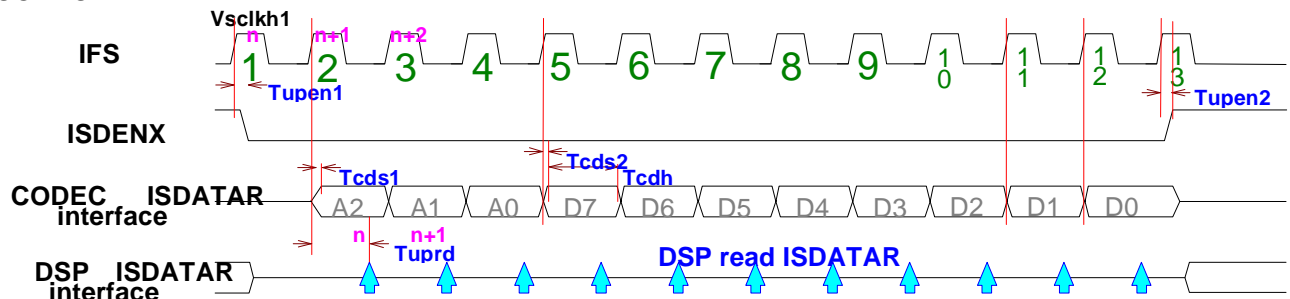 Vsclkh1
n n+1 n+2
IFS 1 2 3 4 5 6 7 8 9 10 11 12 13
Tupen1 Tupen2
ISDENX
Tcds2
Tcds1 Tcdh
CODEC ISDATAR
interface
A2 A1 A0 D7 D6 D5 D4 D3 D2 D1 D0
n n+1
Tuprd DSP read ISDATAR
DSP ISDATAR
interface